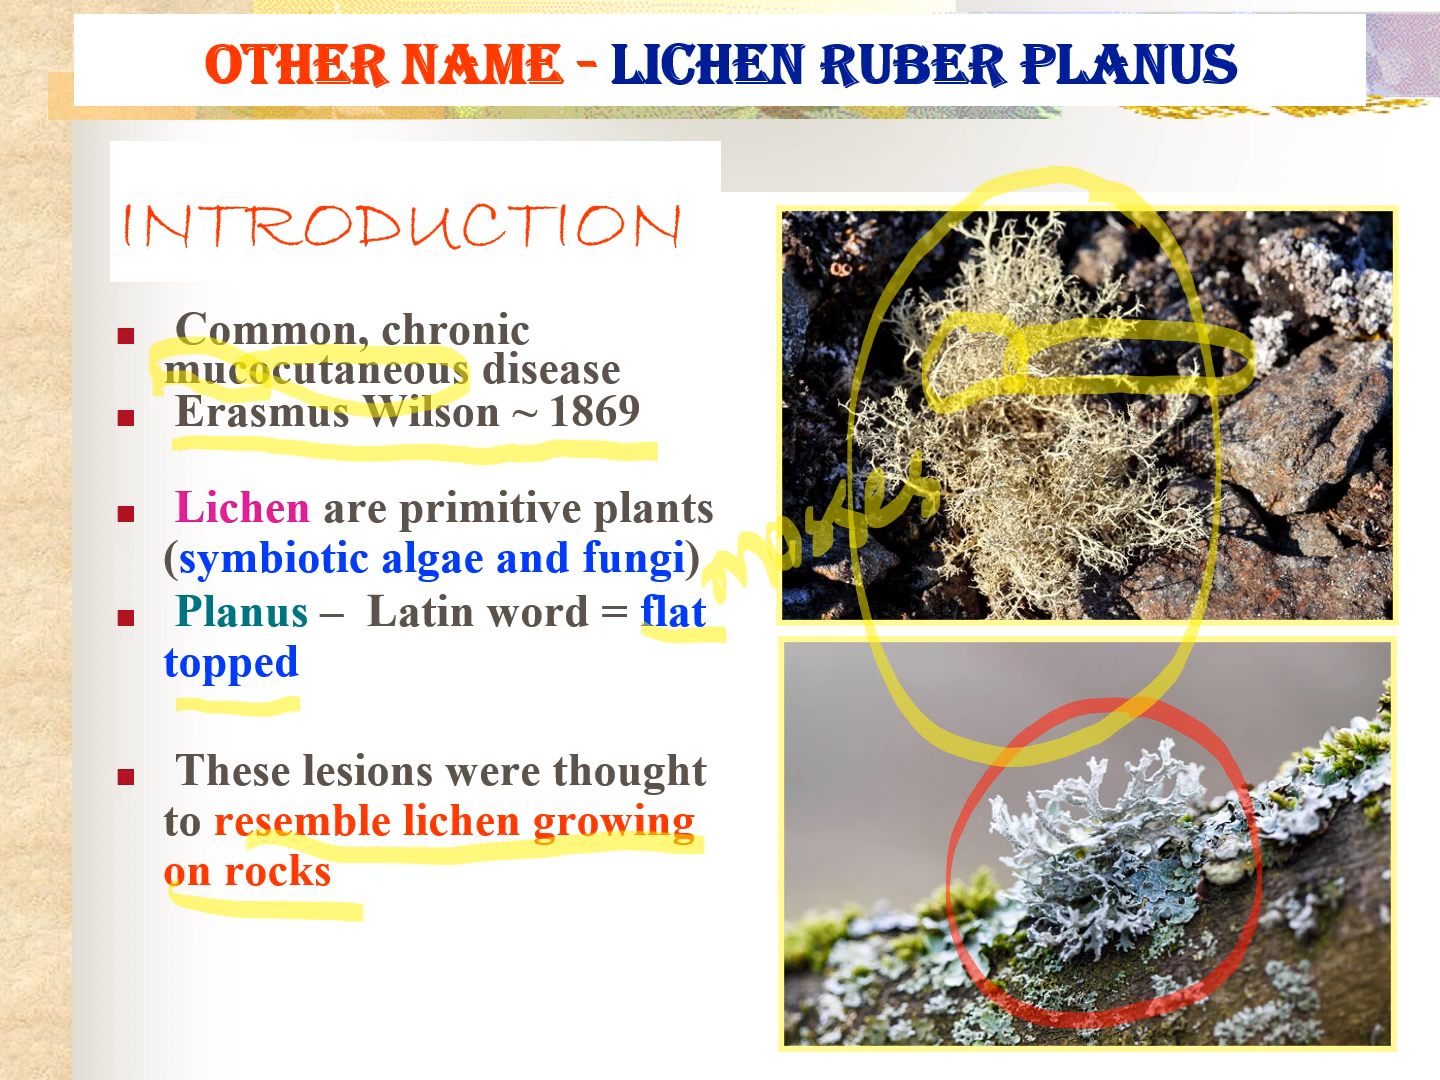 OTHER NAME - LICHEN RUBER PLANUS
INTRODUCTION
Common, chronic
mucocutaneous disease
Erasmus Wilson ~ 1869
Lichen are primitive plants
(symbiotic algae and fungi)
Planus – Latin word = flat
topped
These lesions were thought
to resemble lichen growing
on rocks
mosses